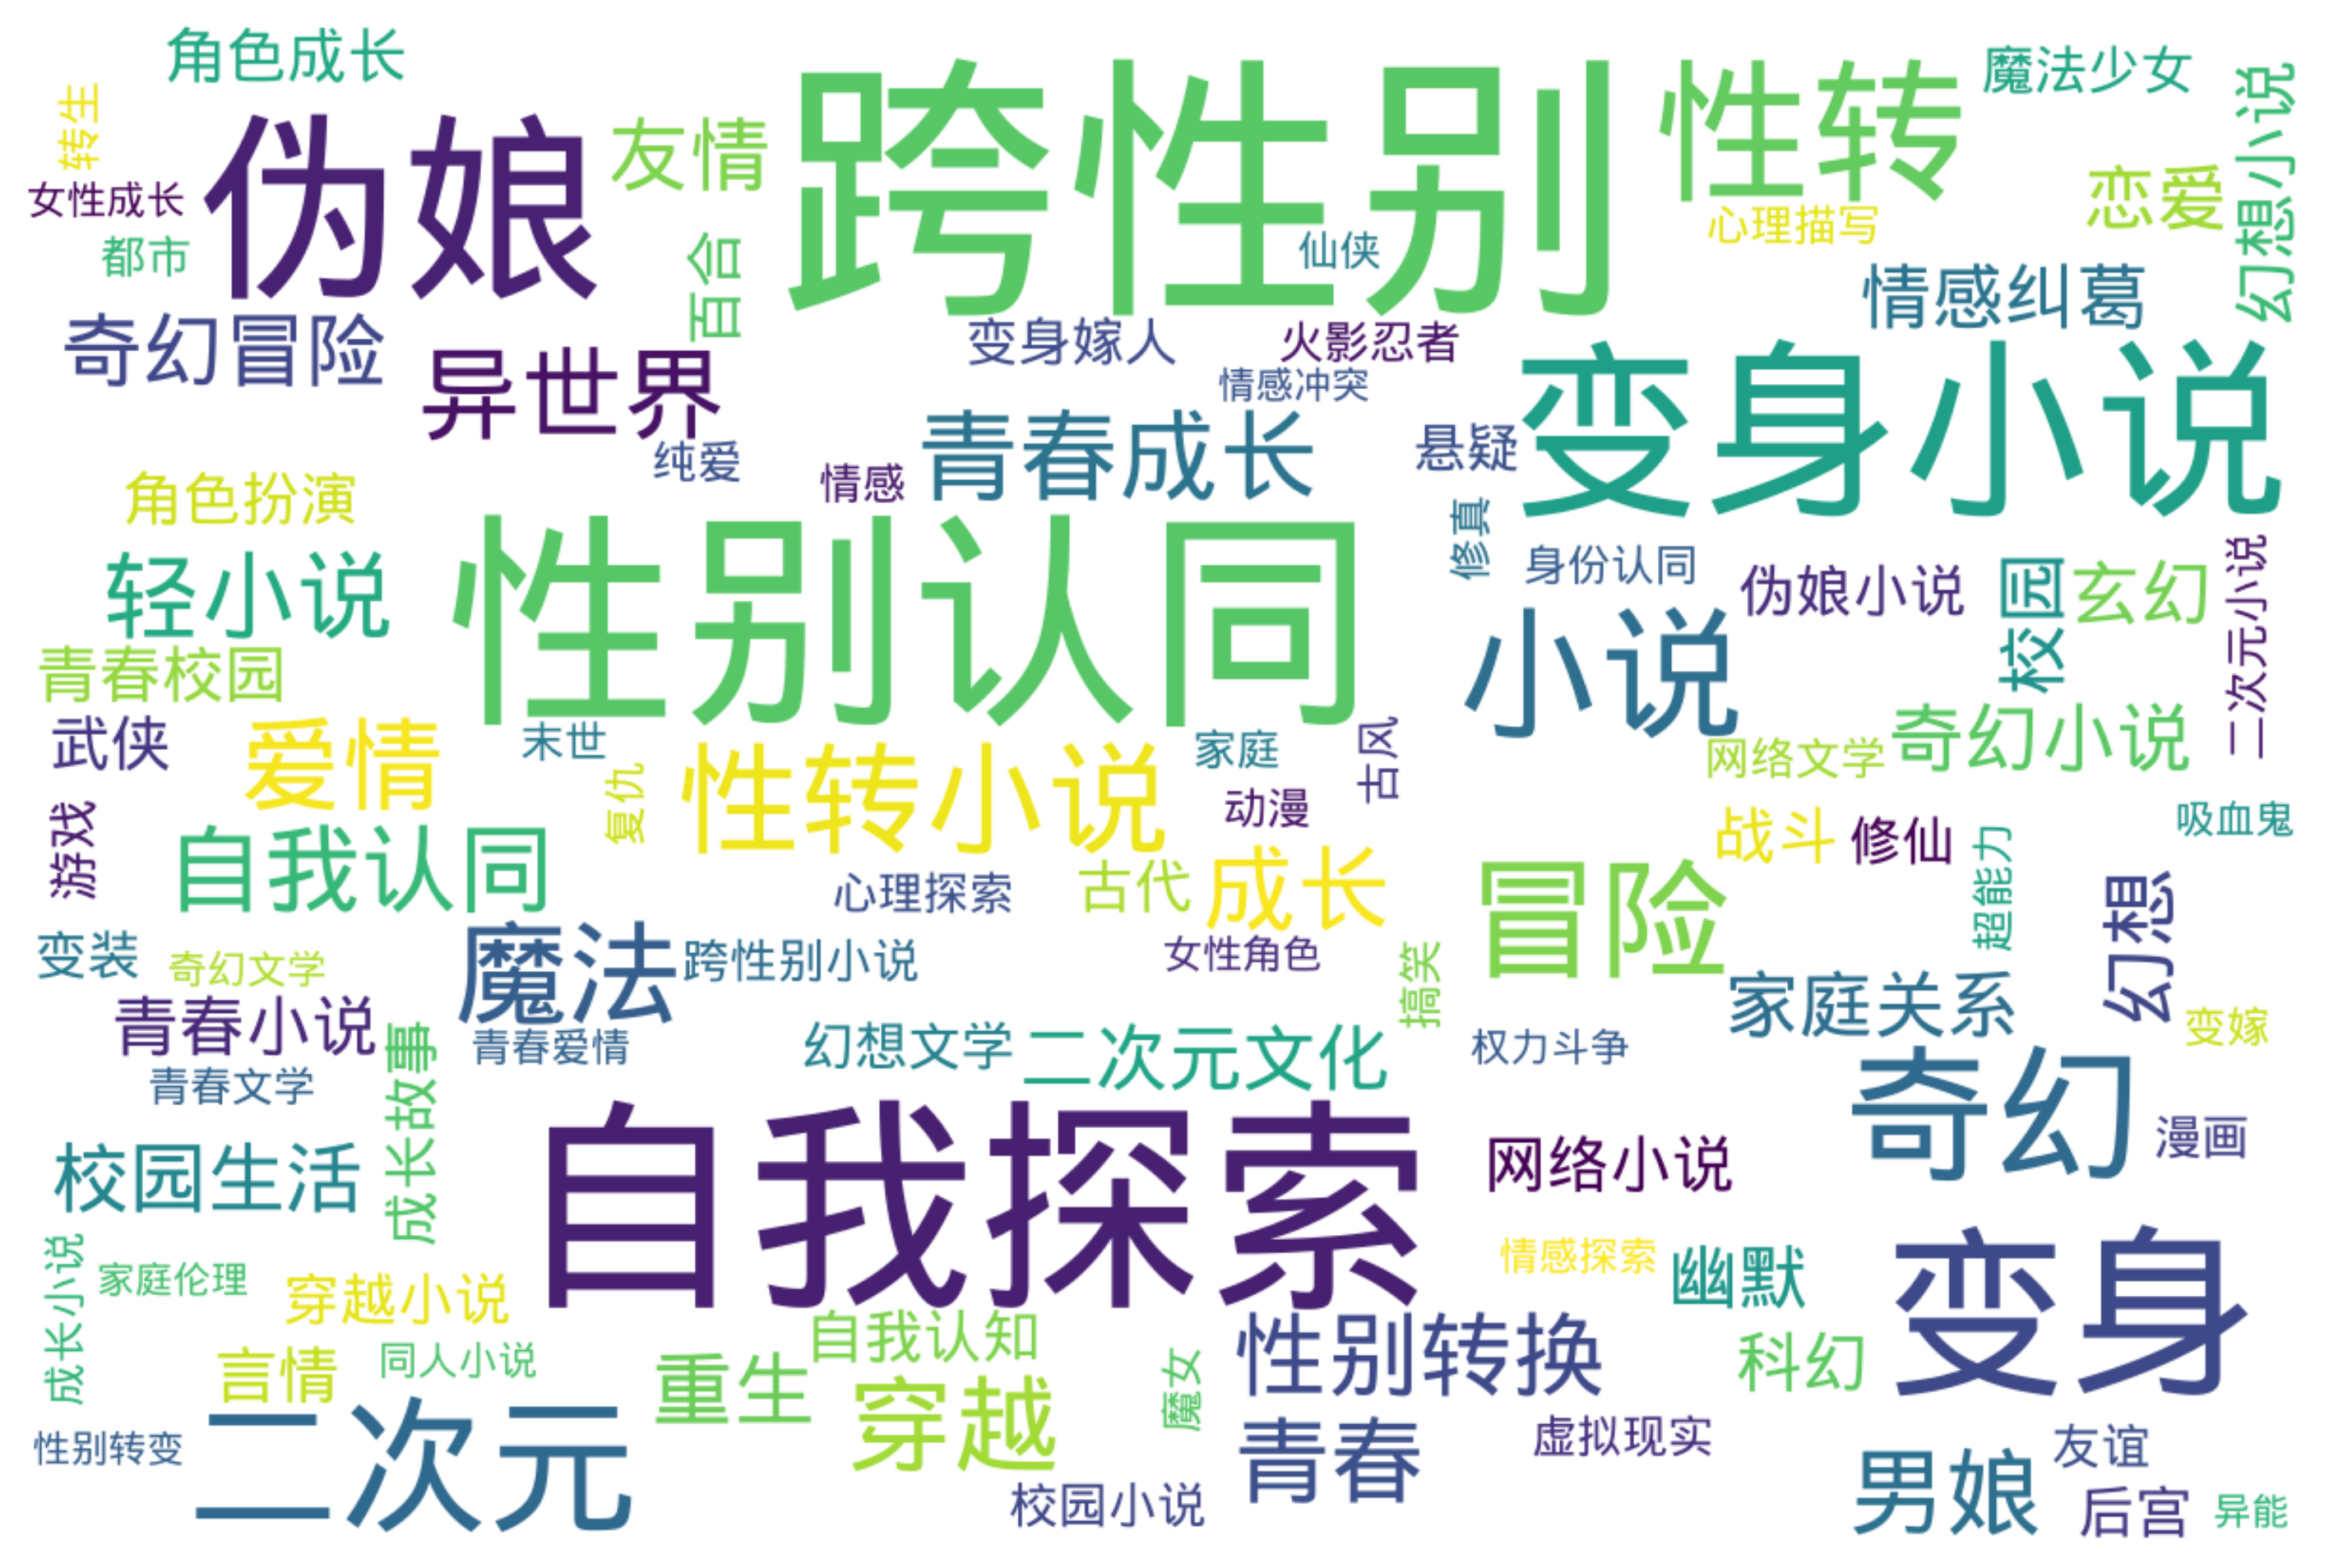 角色成长
跨性别
性转
魔法少女
幻想小说
转生
伪娘
友情
女性成长
恋爱
心理描写
都市
百合
仙侠
情感纠葛
奇幻冒险
异世界
变身嫁人
火影忍者
变身小说
情感冲突
青春成长
悬疑
纯爱
情感
角色扮演
性别认同
修真
身份认同
伪娘小说
校园
玄幻
二次元小说
轻小说
小说
青春校园
武侠
爱情
末世
性转小说
家庭
古风
网络文学
奇幻小说
复仇
动漫
游戏
自我认同
战斗
修仙
超能力
吸血鬼
心理探索
古代
成长
冒险
幻想
变装
奇幻文学
魔法
跨性别小说
女性角色
搞笑
家庭关系
变嫁
青春小说
成长故事
青春爱情
幻想文学
二次元文化
权力斗争
青春文学
奇幻
漫画
校园生活
自我探索
网络小说
成长小说
家庭伦理
穿越小说
情感探索
幽默
变身
自我认知
性别转换
科幻
言情
同人小说
重生
穿越
魔女
二次元
性别转变
青春
虚拟现实
校园小说
男娘
友谊
后宫
异能